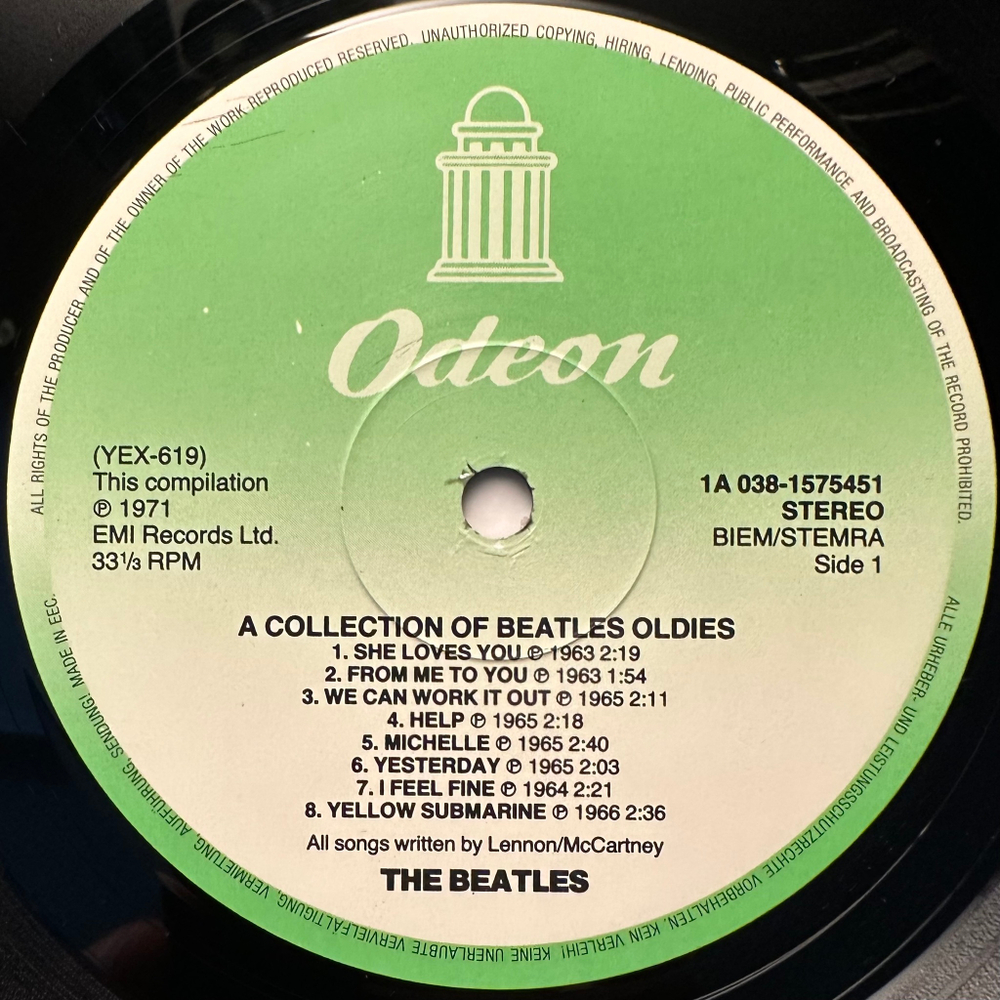 ALL RIGHTS OF THE PRODUCER AND OF THE OWNER OF THE WORK REPRODUCED RESERVED. UNAUTHORIZED COPYING, HIRING, LENDING, PUBLIC PERFORMANCE AND BROADCASTING OF THE RECORD PROHIBITED.
Odeon
(YEX-619)
This compilation
℗ 1971
EMI Records Ltd.
33⅓ RPM
1A 038-1575451
STEREO
BIEM/STEMRA
Side 1
A COLLECTION OF BEATLES OLDIES
1. SHE LOVES YOU ℗ 1963 2:19
2. FROM ME TO YOU ℗ 1963 1:54
3. WE CAN WORK IT OUT ℗ 1965 2:11
4. HELP ℗ 1965 2:18
5. MICHELLE ℗ 1965 2:40
6. YESTERDAY ℗ 1965 2:03
7. I FEEL FINE ℗ 1964 2:21
8. YELLOW SUBMARINE ℗ 1966 2:36
All songs written by Lennon/McCartney
THE BEATLES
ALLE URHEBER- UND LEISTUNGSSCHUTZRECHTE VORBEHALTEN. KEIN VERLEIH! KEINE UNERLAUBTE VERVIELFÄLTIGUNG, VERMIETUNG, AUFFÜHRUNG, SENDUNG! MADE IN EEC.